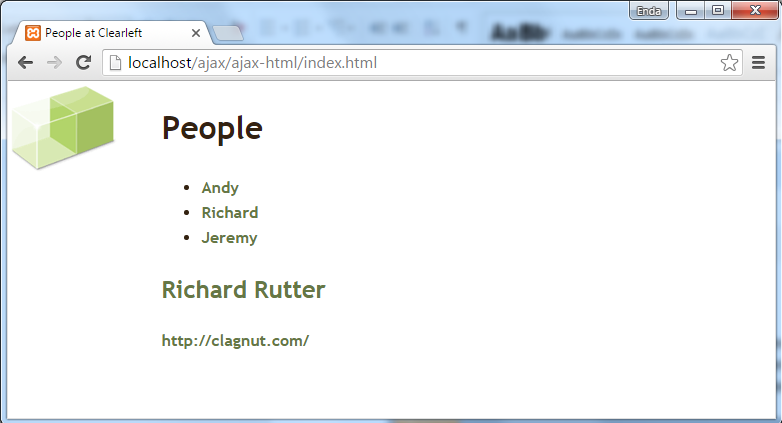 Enda
People at Clearleft
localhost/ajax/ajax-html/index.html
People
Andy
Richard
Jeremy
Richard Rutter
http://clagnut.com/